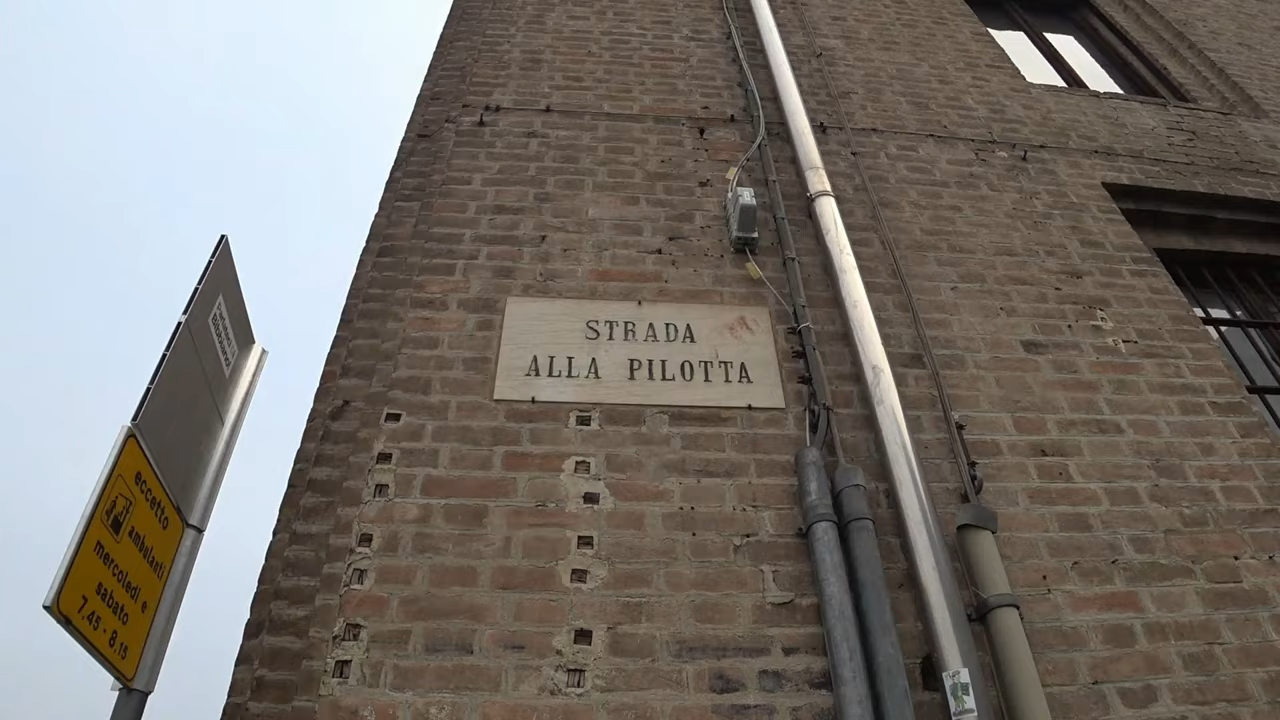 STRADA
ALLA PILOTTA
eccetto
ambulanti
mercoledì e
sabato
7,45 - 8,15